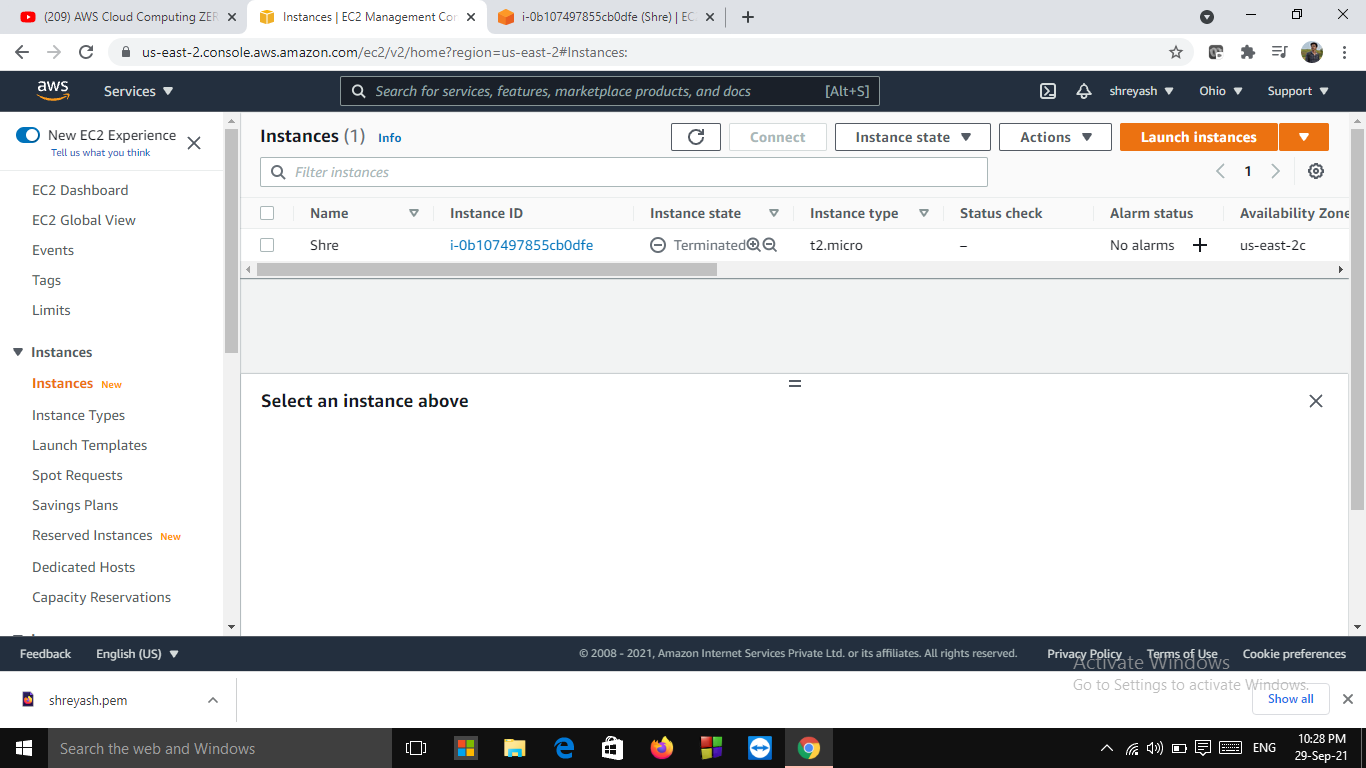 (209) AWS Cloud Computing ZER
Instances | EC2 Management Con
i-0b107497855cb0dfe (Shre) | EC
us-east-2.console.aws.amazon.com/ec2/v2/home?region=us-east-2#Instances:
aws
Services
Search for services, features, marketplace products, and docs
[Alt+S]
shreyash
Ohio
Support
New EC2 Experience
Tell us what you think
EC2 Dashboard
EC2 Global View
Events
Tags
Limits
Instances
Instances New
Instance Types
Launch Templates
Spot Requests
Savings Plans
Reserved Instances New
Dedicated Hosts
Capacity Reservations
Instances (1) Info
Connect
Instance state
Actions
Launch instances
Filter instances
1
Name Instance ID Instance state Instance type Status check Alarm status Availability Zone
Shre i-0b107497855cb0dfe Terminated t2.micro – No alarms + us-east-2c
Select an instance above
Feedback English (US)
© 2008 - 2021, Amazon Internet Services Private Ltd. or its affiliates. All rights reserved.
Privacy Policy Terms of Use Cookie preferences
Activate Windows
Go to Settings to activate Windows.
shreyash.pem
Show all
Search the web and Windows
ENG
10:28 PM
29-Sep-21